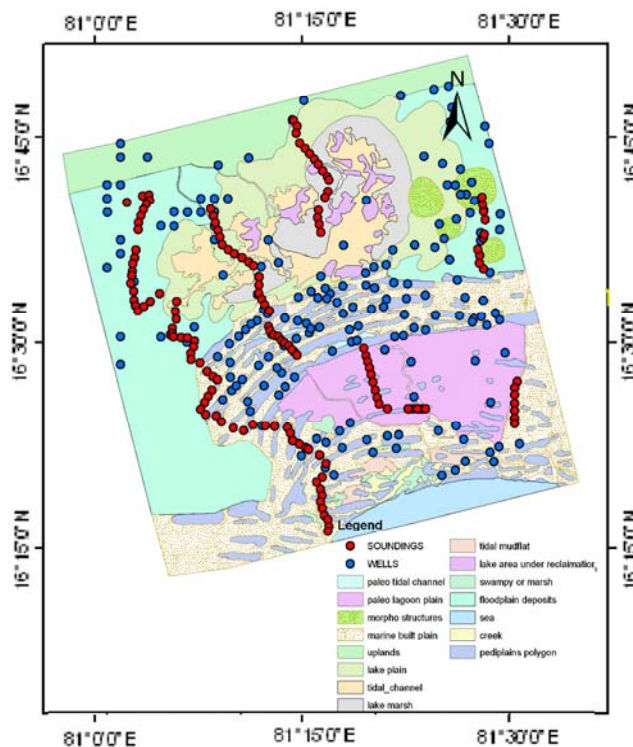 81°0'0"E 81°15'0"E 81°30'0"E
N
16°45'0"N 16°45'0"N
16°30'0"N 16°30'0"N
16°15'0"N 16°15'0"N
Legend
SOUNDINGS
WELLS
paleo tidal channel
paleo lagoon plain
morpho structures
marine built plain
uplands
lake plain
tidal_channel
lake marsh
tidal mudflat
lake area under reclaimation
swampy or marsh
floodplain deposits
sea
creek
pediplains polygon
81°0'0"E 81°15'0"E 81°30'0"E